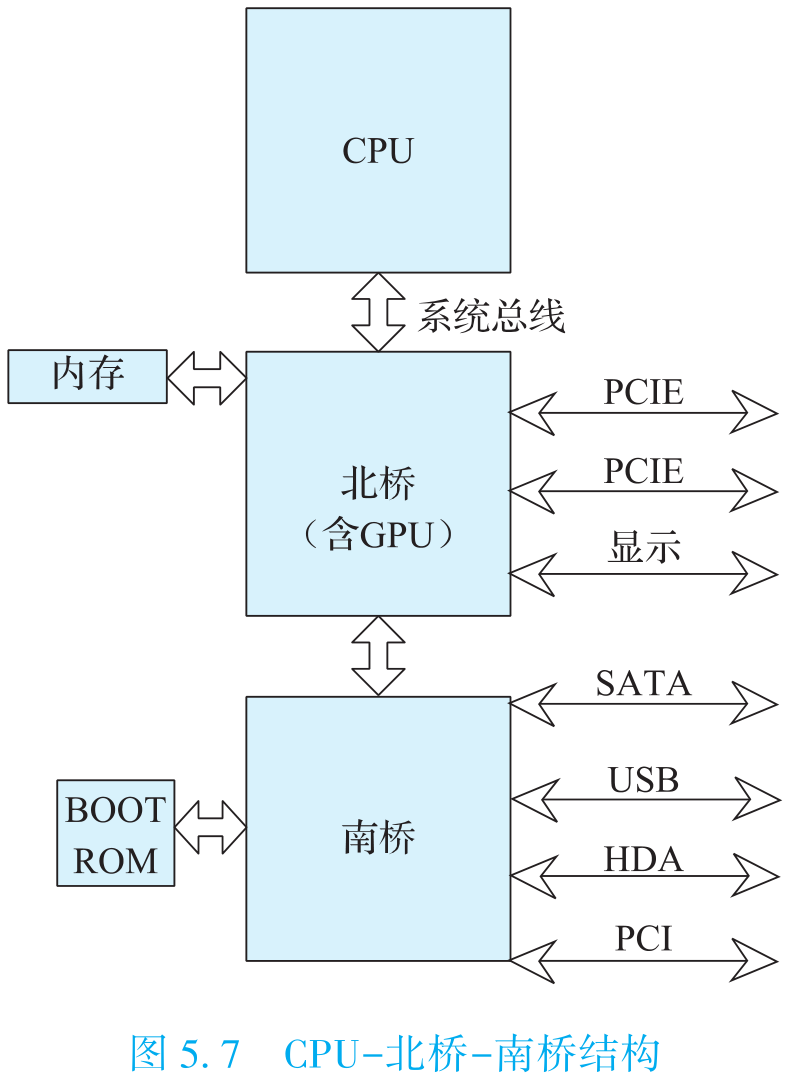 CPU
系统总线
内存
PCIE
PCIE
北桥
（含GPU）
显示
SATA
USB
BOOT
ROM
南桥
HDA
PCI
图 5.7 CPU-北桥-南桥结构